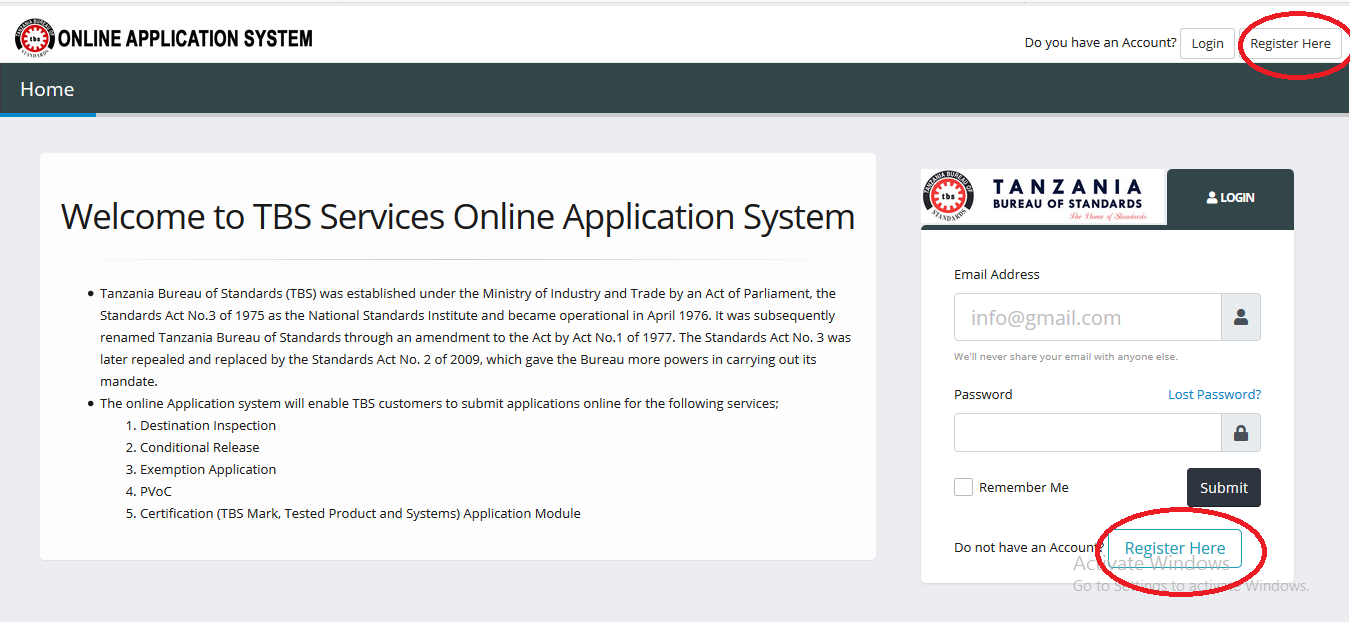 TANZANIA BUREAU OF
tbs
STANDARDS
ONLINE APPLICATION SYSTEM
Do you have an Account?
Login
Register Here
Home
Welcome to TBS Services Online Application System
• Tanzania Bureau of Standards (TBS) was established under the Ministry of Industry and Trade by an Act of Parliament, the
Standards Act No.3 of 1975 as the National Standards Institute and became operational in April 1976. It was subsequently
renamed Tanzania Bureau of Standards through an amendment to the Act by Act No.1 of 1977. The Standards Act No. 3 was
later repealed and replaced by the Standards Act No. 2 of 2009, which gave the Bureau more powers in carrying out its
mandate.
• The online Application system will enable TBS customers to submit applications online for the following services;
1. Destination Inspection
2. Conditional Release
3. Exemption Application
4. PVoC
5. Certification (TBS Mark, Tested Product and Systems) Application Module
TANZANIA BUREAU OF
tbs
STANDARDS
TANZANIA
BUREAU OF STANDARDS
The Home of Standards
LOGIN
Email Address
info@gmail.com
We'll never share your email with anyone else.
Password
Lost Password?
Remember Me
Submit
Do not have an Account?
Register Here
Activate Windows
Go to Settings to activate Windows.